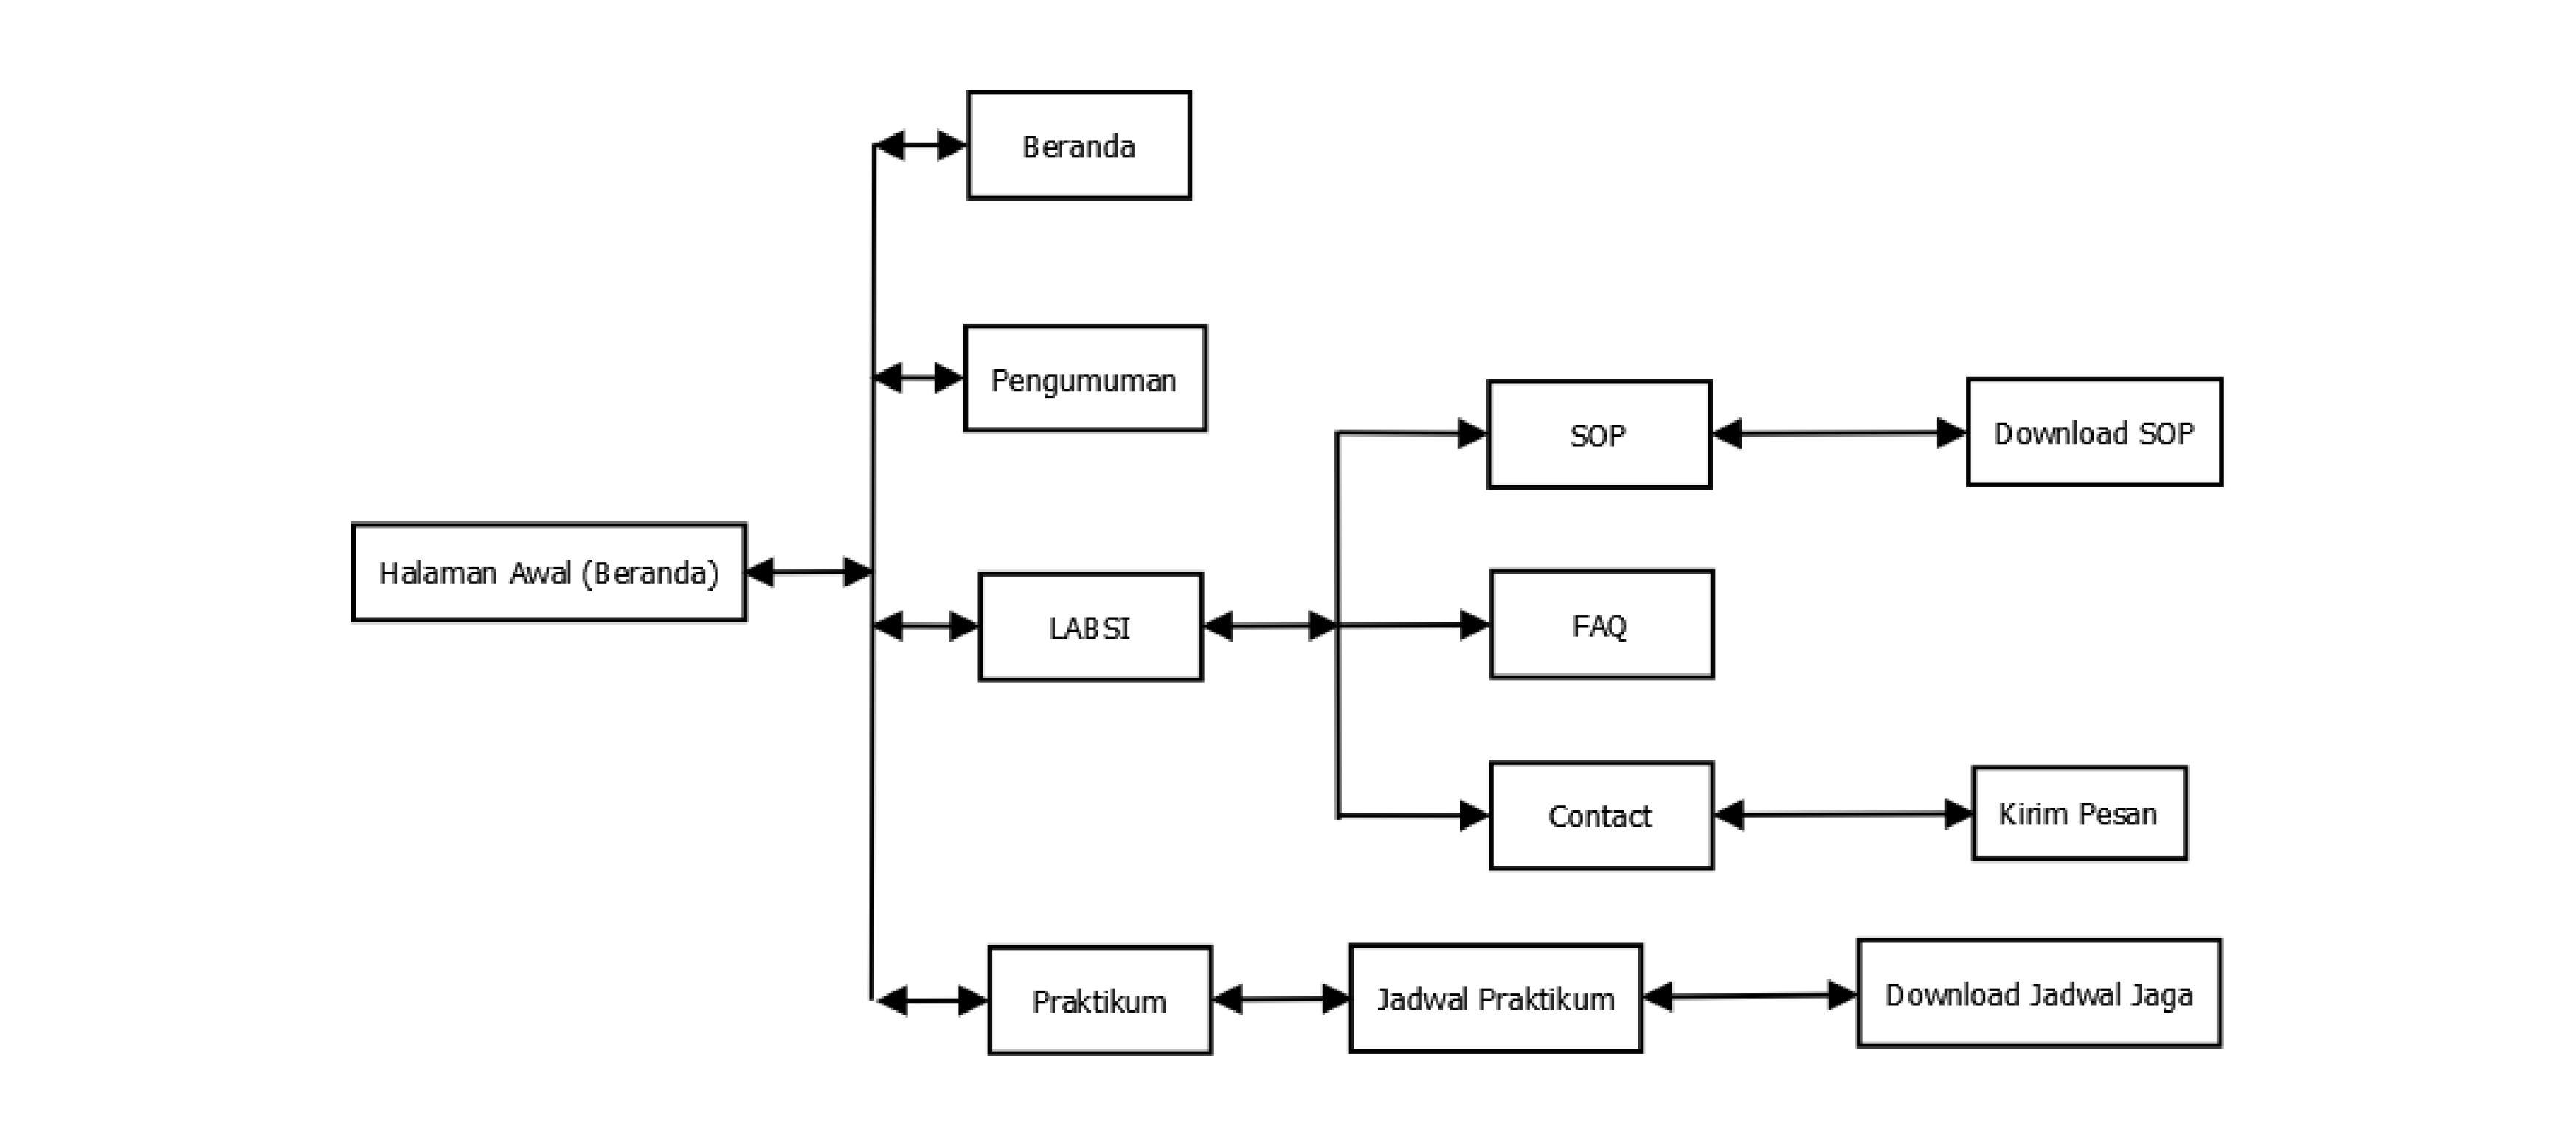 Beranda
Pengumuman
SOP
Download SOP
Halaman Awal (Beranda)
LABSI
FAQ
Contact
Kirim Pesan
Praktikum
Jadwal Praktikum
Download Jadwal Jaga